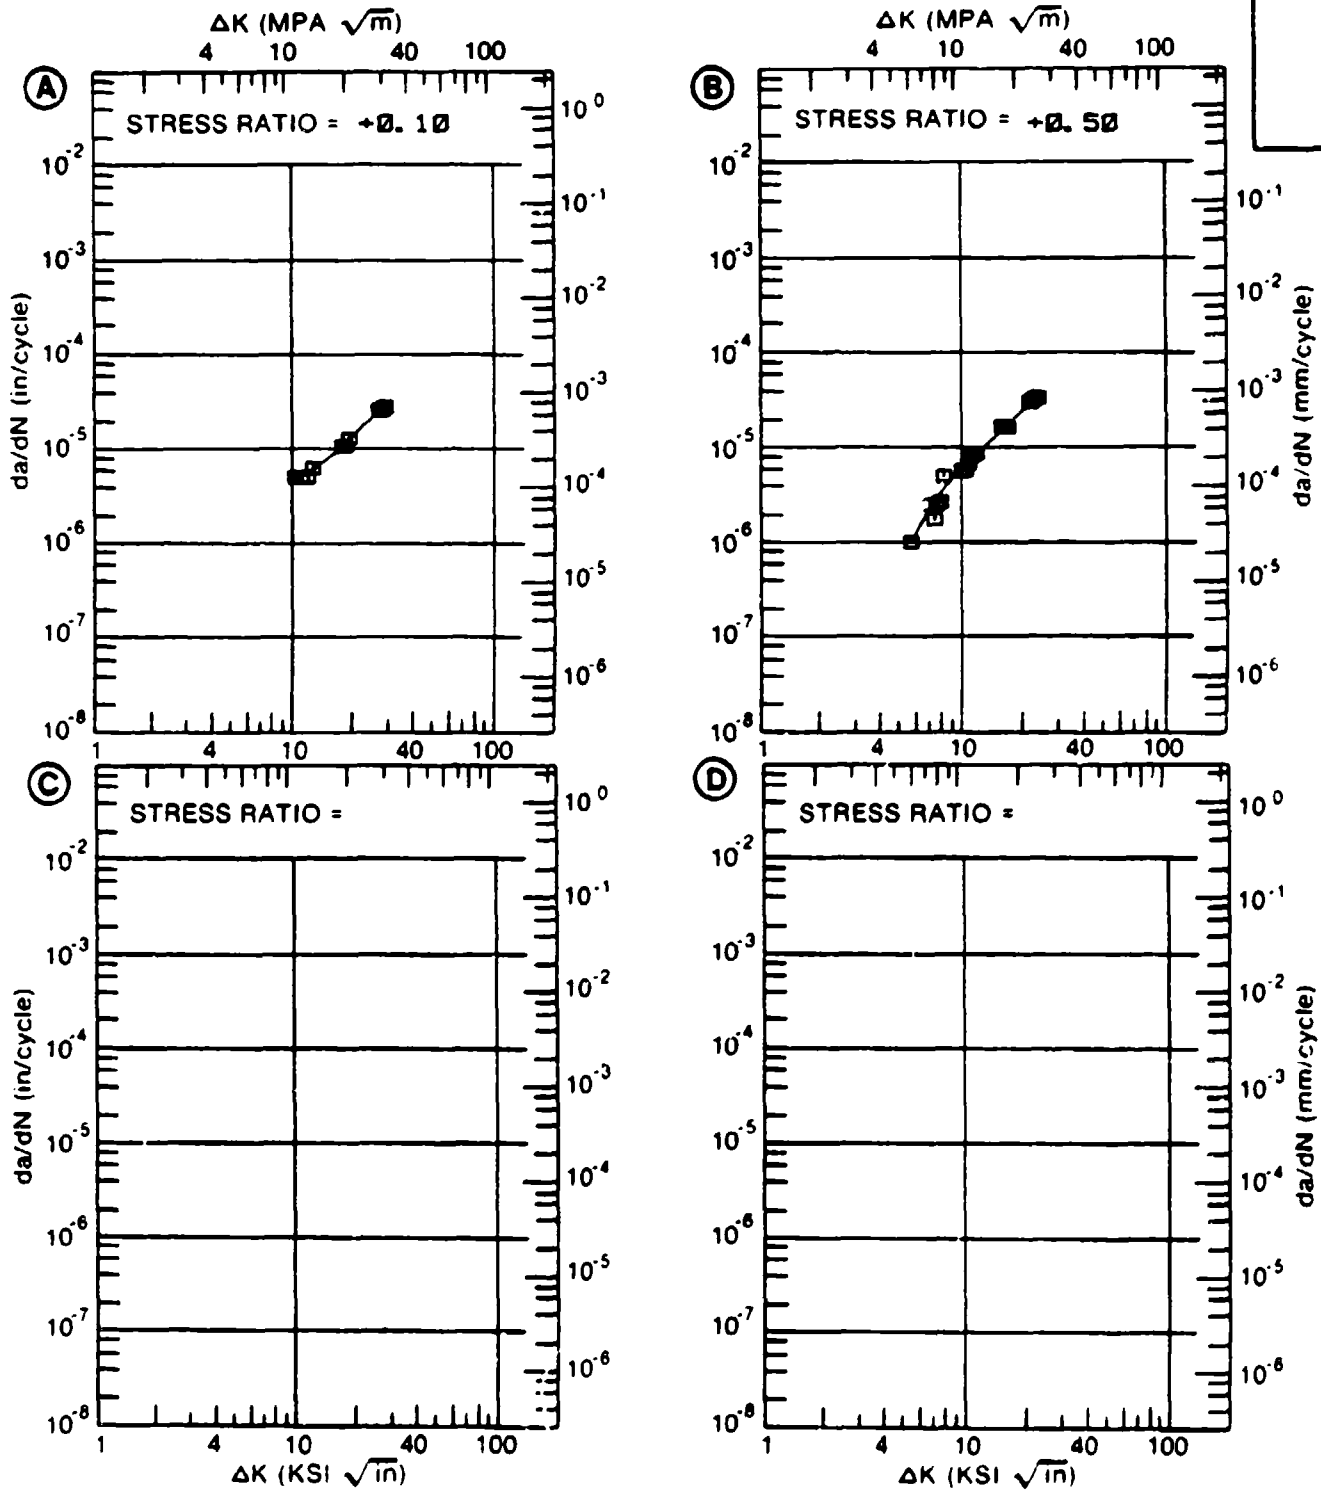 ΔK (MPA √m) ΔK (MPA √m)
4 10 40 100 4 10 40 100
A B
STRESS RATIO = +0.10 STRESS RATIO = +0.50
10^0
10^-2 10^-2
10^-1 10^-1
10^-3 10^-3
10^-2 10^-2
10^-4 10^-4
10^-3 10^-3
10^-5 10^-5
10^-4 10^-4
10^-6 10^-6
10^-5 10^-5
10^-7 10^-7
10^-6 10^-6
10^-8 10^-8
da/dN (in/cycle) da/dN (mm/cycle)
1 4 10 40 100 1 4 10 40 100
C D
STRESS RATIO = STRESS RATIO =
10^0 10^0
10^-2 10^-2
10^-1 10^-1
10^-3 10^-3
10^-2 10^-2
10^-4 10^-4
10^-3 10^-3
10^-5 10^-5
10^-4 10^-4
10^-6 10^-6
10^-5 10^-5
10^-7 10^-7
10^-6 10^-6
10^-8 10^-8
da/dN (in/cycle) da/dN (mm/cycle)
1 4 10 40 100 1 4 10 40 100
ΔK (KSI √in) ΔK (KSI √in)